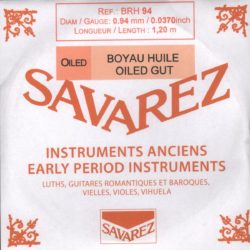 REF.: BRH 94
DIAM / GAUGE: 0.94 mm / 0.0370inch
LONGUEUR / LENGTH: 1,20 m
OILED
BOYAU HUILE
OILED GUT
SAVAREZ
INSTRUMENTS ANCIENS
EARLY PERIOD INSTRUMENTS
LUTHS, GUITARES ROMANTIQUES ET BAROQUES,
VIELLES, VIOLES, VIHUELA
SAVAREZ